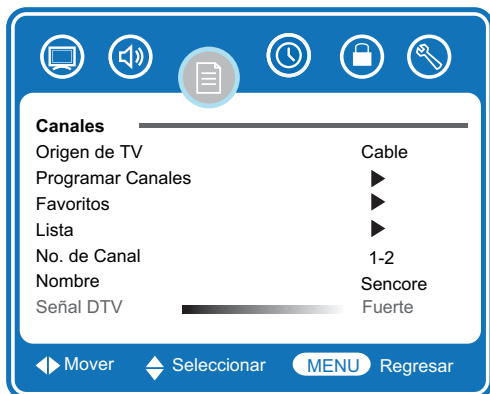 Canales
Origen de TV Cable
Programar Canales
Favoritos
Lista
No. de Canal 1-2
Nombre Sencore
Señal DTV Fuerte
Mover Seleccionar MENU Regresar